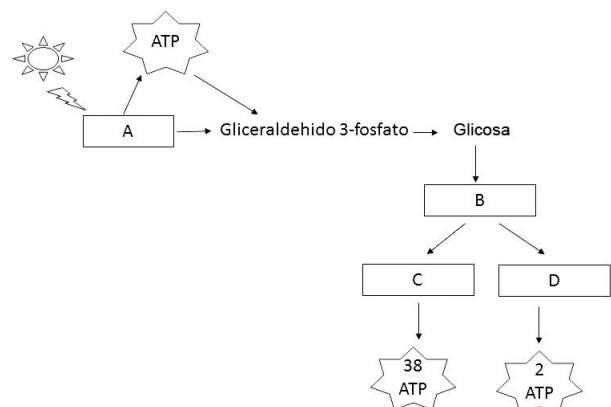 ATP
A
Gliceraldehido 3-fosfato
Glicosa
B
C
D
38
ATP
2
ATP